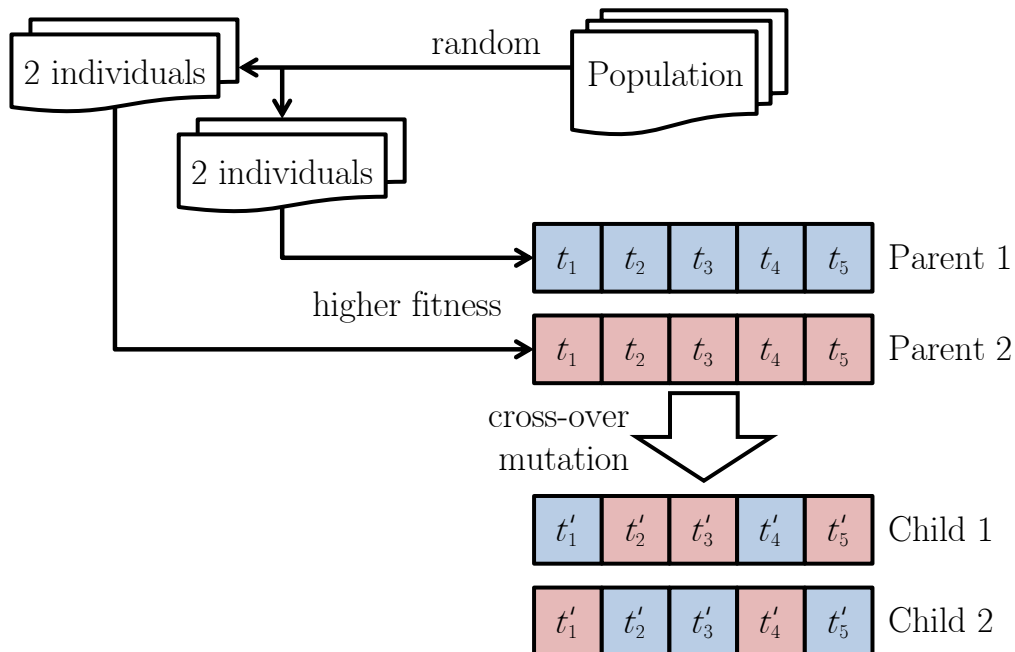 random
2 individuals
Population
2 individuals
t₁ t₂ t₃ t₄ t₅ Parent 1
higher fitness
t₁ t₂ t₃ t₄ t₅ Parent 2
cross-over
mutation
t′₁ t′₂ t′₃ t′₄ t′₅ Child 1
t′₁ t′₂ t′₃ t′₄ t′₅ Child 2